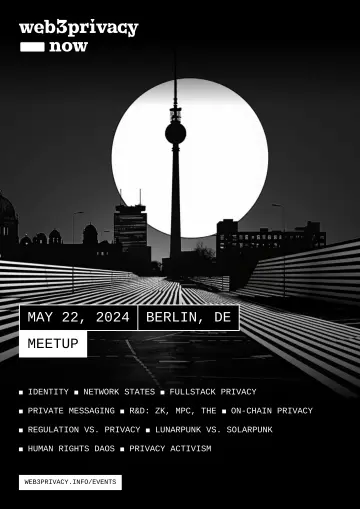 web3privacy
now
MAY 22, 2024 BERLIN, DE
MEETUP
▪ IDENTITY ▪ NETWORK STATES ▪ FULLSTACK PRIVACY
▪ PRIVATE MESSAGING ▪ R&D: ZK, MPC, THE ▪ ON-CHAIN PRIVACY
▪ REGULATION VS. PRIVACY ▪ LUNARPUNK VS. SOLARPUNK
▪ HUMAN RIGHTS DAOS ▪ PRIVACY ACTIVISM
WEB3PRIVACY.INFO/EVENTS